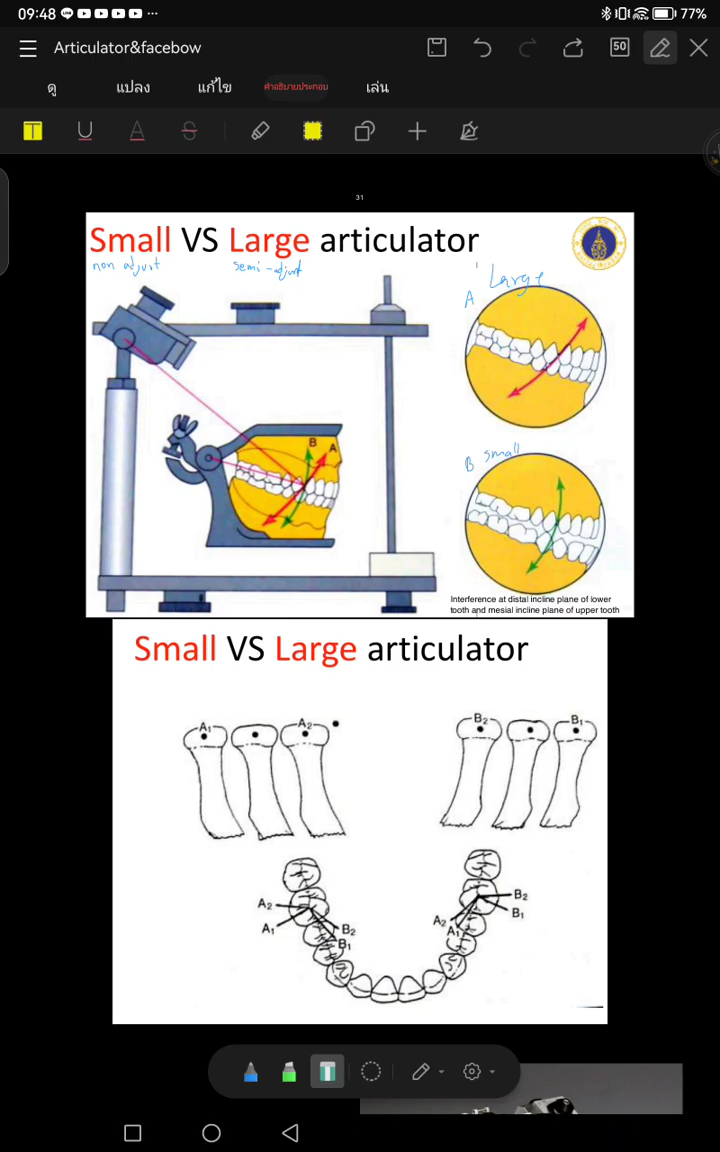 09:48
77%
Articulator&facebow
50
ดู
แปลง
แก้ไข
คำอธิบายประกอบ
เล่น
T
U
A
S
31
Small VS Large articulator
non adjust
semi-adjust
Large
A
B
A
B small
Interference at distal incline plane of lower
tooth and mesial incline plane of upper tooth
Small VS Large articulator
A1
A2
B2
B1
A2
A1
B2
B1
A2
A1
B2
B1
T